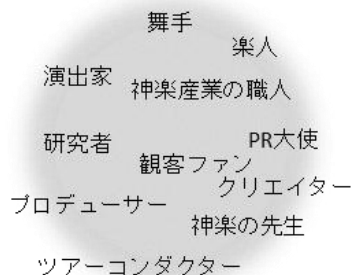 舞手
楽人
演出家
神楽産業の職人
研究者
PR大使
観客ファン
クリエイター
プロデューサー
神楽の先生
ツアーコンダクター